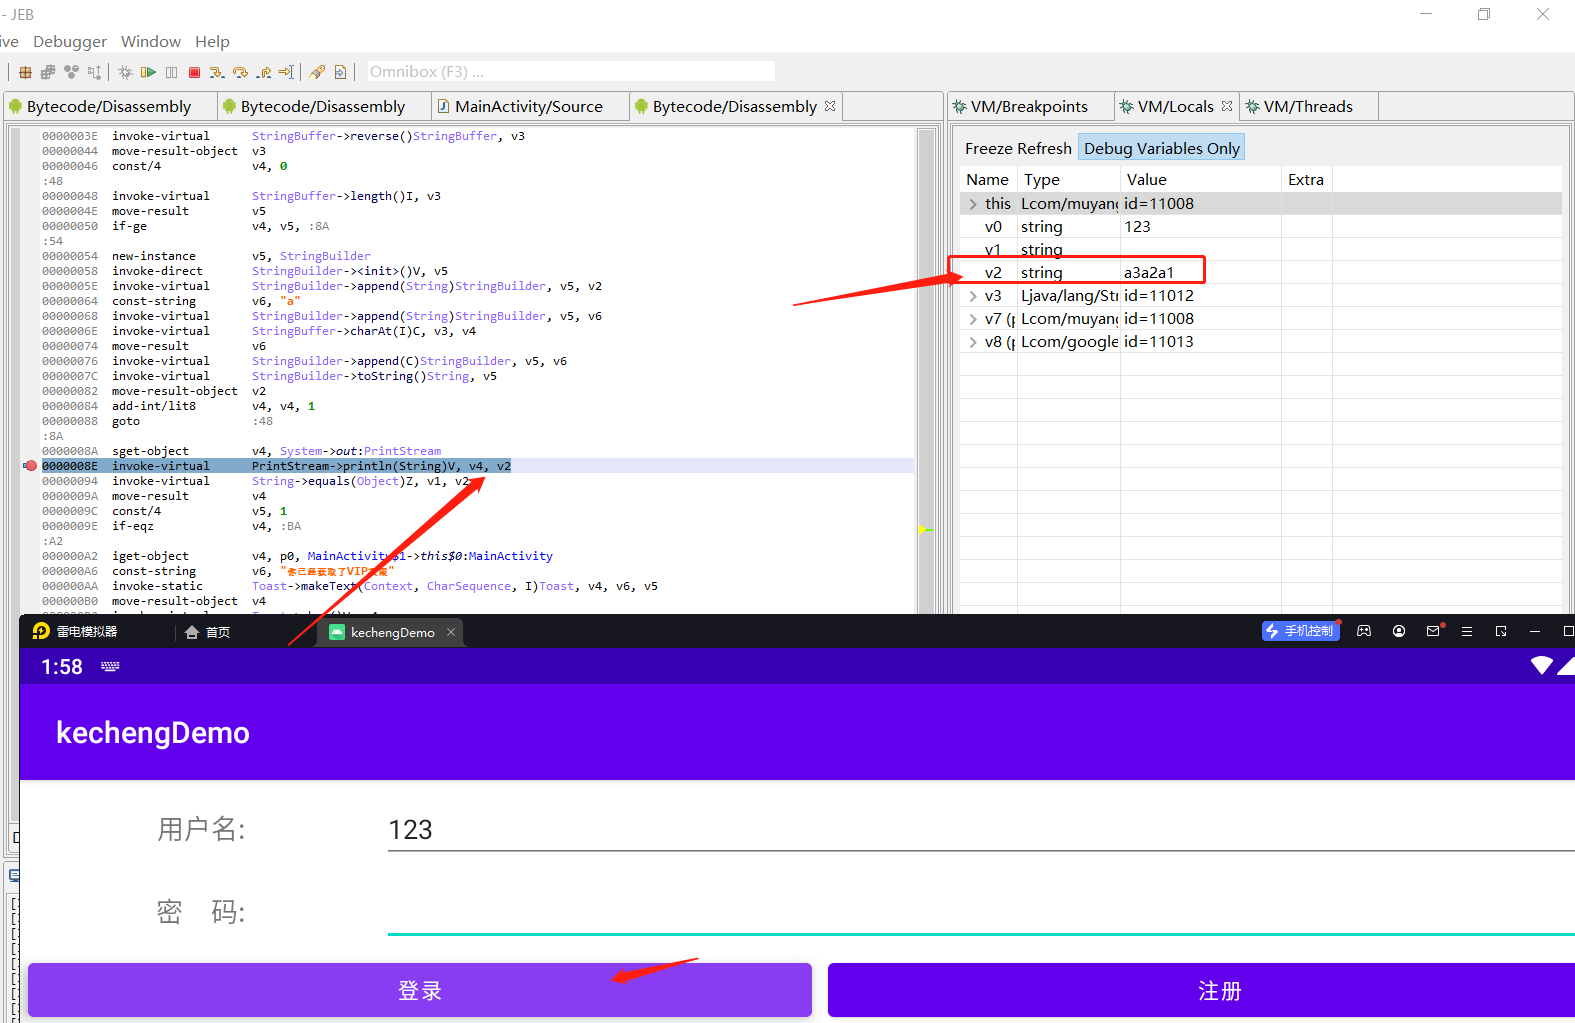 - JEB
ive Debugger Window Help
Omnibox (F3) ...
Bytecode/Disassembly
Bytecode/Disassembly
MainActivity/Source
Bytecode/Disassembly
0000003E invoke-virtual StringBuffer->reverse()StringBuffer, v3
00000044 move-result-object v3
00000046 const/4 v4, 0
:48
00000048 invoke-virtual StringBuffer->length()I, v3
0000004E move-result v5
00000050 if-ge v4, v5, :8A
:54
00000054 new-instance v5, StringBuilder
00000058 invoke-direct StringBuilder-><init>()V, v5
0000005E invoke-virtual StringBuilder->append(String)StringBuilder, v5, v2
00000064 const-string v6, "a"
00000068 invoke-virtual StringBuilder->append(String)StringBuilder, v5, v6
0000006E invoke-virtual StringBuffer->charAt(I)C, v3, v4
00000074 move-result v6
00000076 invoke-virtual StringBuilder->append(C)StringBuilder, v5, v6
0000007C invoke-virtual StringBuilder->toString()String, v5
00000082 move-result-object v2
00000084 add-int/lit8 v4, v4, 1
00000088 goto :48
:8A
0000008A sget-object v4, System->out:PrintStream
0000008E invoke-virtual PrintStream->println(String)V, v4, v2
00000094 invoke-virtual String->equals(Object)Z, v1, v2
0000009A move-result v4
0000009C const/4 v5, 1
0000009E if-eqz v4, :BA
:A2
000000A2 iget-object v4, p0, MainActivity$1->this$0:MainActivity
000000A6 const-string v6, "你已经获取了VIP
000000AA invoke-static Toast->makeText(Context, CharSequence, I)Toast, v4, v6, v5
000000B0 move-result-object v4
VM/Breakpoints
VM/Locals
VM/Threads
Freeze Refresh Debug Variables Only
Name Type Value Extra
this Lcom/muyang id=11008
v0 string 123
v1 string
v2 string a3a2a1
v3 Ljava/lang/Str id=11012
v7 (p Lcom/muyang id=11008
v8 (p Lcom/google id=11013
雷电模拟器 首页 kechengDemo 手机控制
1:58
kechengDemo
用户名: 123
密 码:
登录 注册